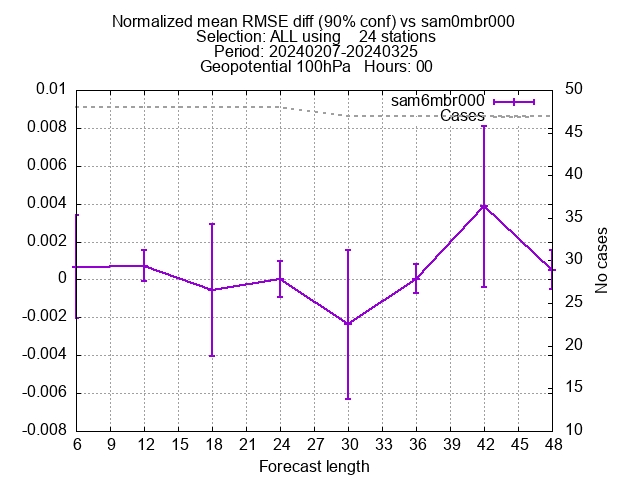 Normalized mean RMSE diff (90% conf) vs sam0mbr000
Selection: ALL using 24 stations
Period: 20240207-20240325
Geopotential 100hPa Hours: 00
0.01
0.008
0.006
0.004
0.002
0
-0.002
-0.004
-0.006
-0.008
sam6mbr000
Cases
50
45
40
35
30
25
20
15
10
No cases
6 9 12 15 18 21 24 27 30 33 36 39 42 45 48
Forecast length